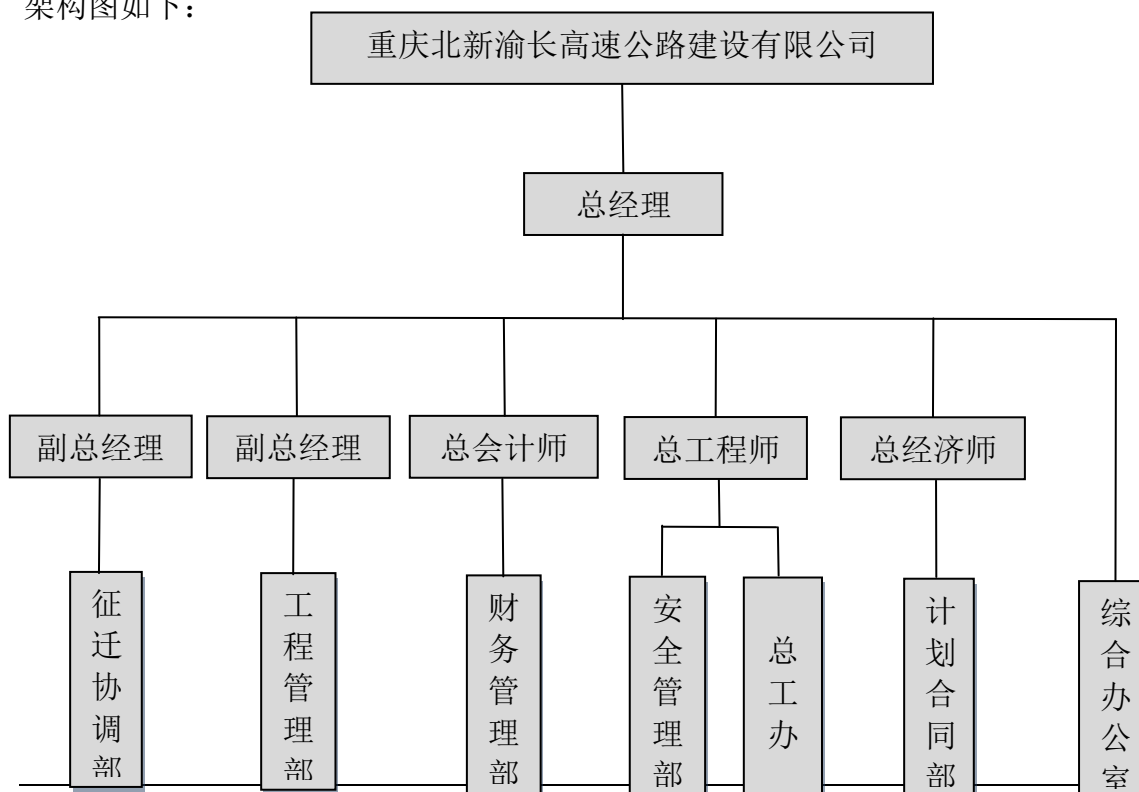 架构图如下：
重庆北新渝长高速公路建设有限公司
总经理
副总经理
副总经理
总会计师
总工程师
总经济师
征迁协调部
工程管理部
财务管理部
安全管理部
总工办
计划合同部
综合办公室